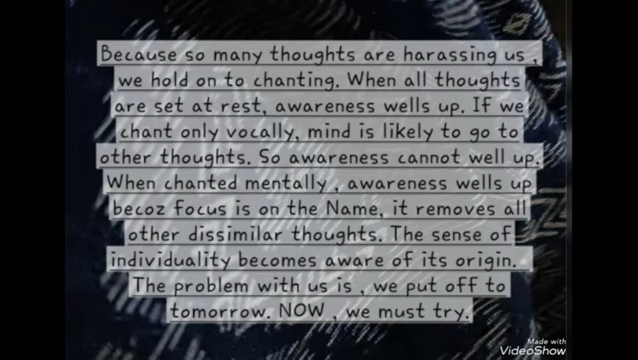 Because so many thoughts are harassing us ,
we hold on to chanting. When all thoughts
are set at rest, awareness wells up. If we
chant only vocally, mind is likely to go to
other thoughts. So awareness cannot well up.
When chanted mentally , awareness wells up
becoz focus is on the Name, it removes all
other dissimilar thoughts. The sense of
individuality becomes aware of its origin.
The problem with us is , we put off to
tomorrow. NOW , we must try.
Made with
VideoShow